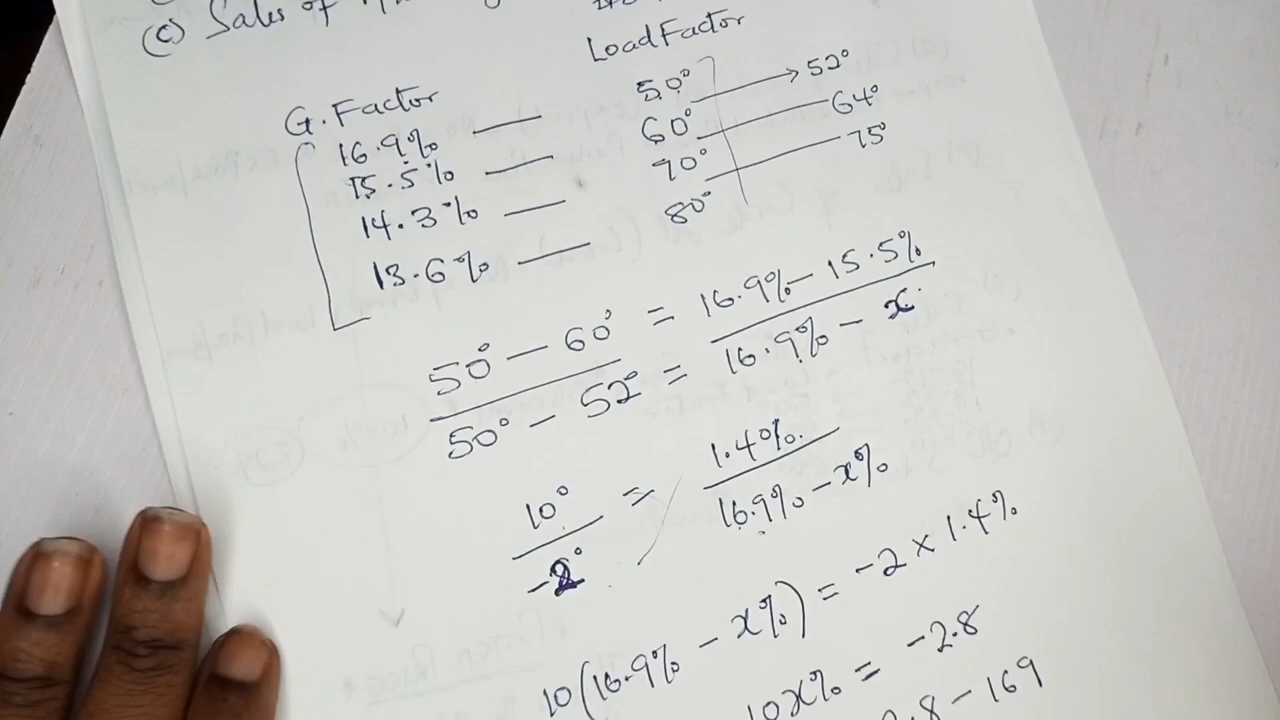 (c) Sales of
Load Factor
G. Factor
16.9% —
15.5% —
14.3% —
13.6% —
50° → 52°
60° — 64°
70° — 75°
80°
50° — 60° = 16.9% — 15.5%
50° — 52° = 16.9% — x
10° = 1.4%
-2° 16.9% — x%
10(16.9% — x%) = -2 × 1.4%
10x% = -2.8
.8 — 169